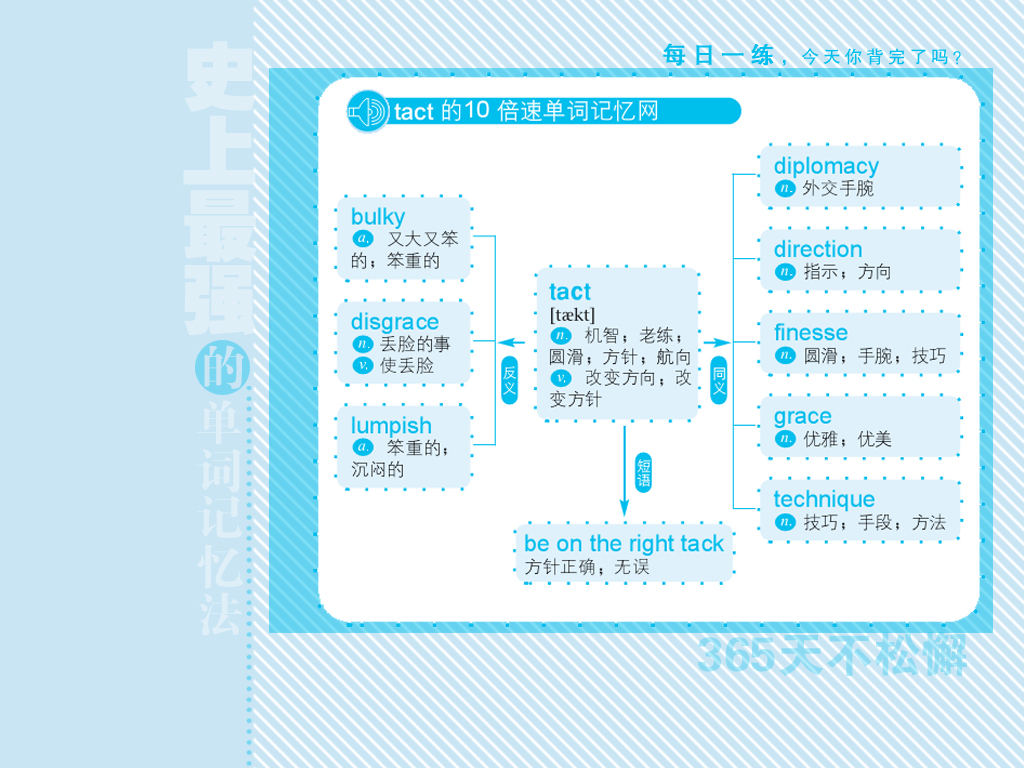 每日一练，今天你背完了吗？
史上最强的单词记忆法
tact 的10 倍速单词记忆网
bulky
a. 又大又笨
的；笨重的
disgrace
n. 丢脸的事
v. 使丢脸
lumpish
a. 笨重的；
沉闷的
反义
tact
[tækt]
n. 机智；老练；
圆滑；方针；航向
v. 改变方向；改
变方针
同义
diplomacy
n. 外交手腕
direction
n. 指示；方向
finesse
n. 圆滑；手腕；技巧
grace
n. 优雅；优美
technique
n. 技巧；手段；方法
短语
be on the right tack
方针正确；无误
365天不松懈